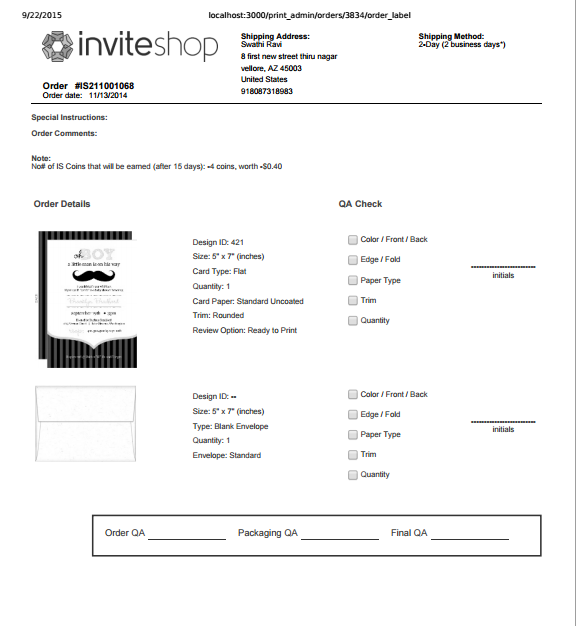 9/22/2015
localhost:3000/print_admin/orders/3834/order_label
inviteshop
Order #IS211001068
Order date: 11/13/2014
Shipping Address:
Swathi Ravi
8 first new street thiru nagar
vellore, AZ 45003
United States
918087318983
Shipping Method:
2-Day (2 business days*)
Special Instructions:
Order Comments:
Note:
No# of IS Coins that will be earned (after 15 days): -4 coins, worth -$0.40
Order Details
QA Check
BOY
a little man is on his way
Design ID: 421
Size: 5" x 7" (inches)
Card Type: Flat
Quantity: 1
Card Paper: Standard Uncoated
Trim: Rounded
Review Option: Ready to Print
Color / Front / Back
Edge / Fold
Paper Type
Trim
Quantity
-------------------------
initials
Design ID: --
Size: 5" x 7" (inches)
Type: Blank Envelope
Quantity: 1
Envelope: Standard
Color / Front / Back
Edge / Fold
Paper Type
Trim
Quantity
-------------------------
initials
Order QA
Packaging QA
Final QA